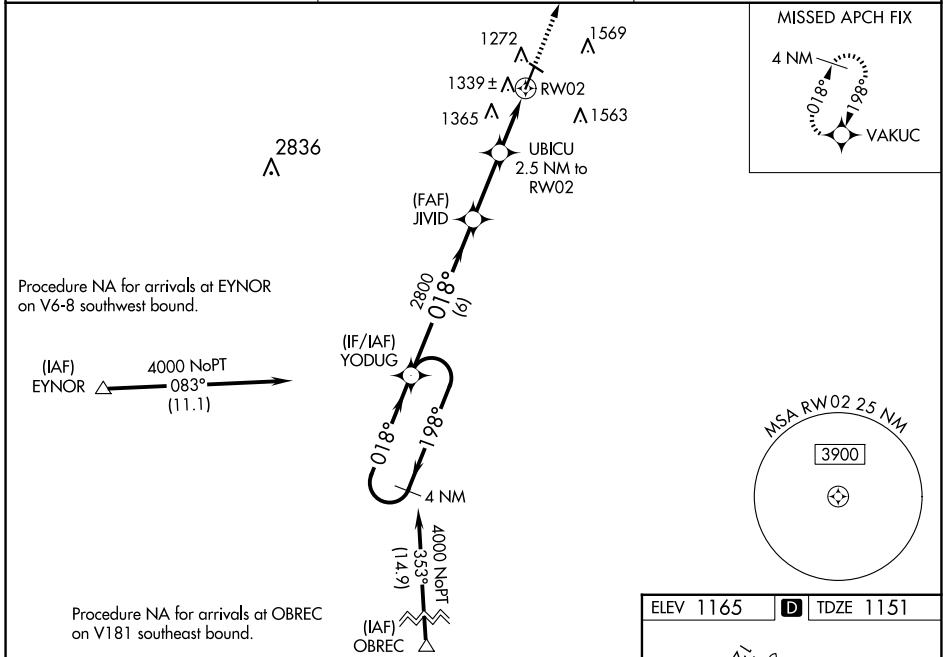 MISSED APCH FIX
4 NM
018°
198°
VAKUC
1272
1569
1339 ±
RW02
1365
1563
2836
UBICU
2.5 NM to
RW02
(FAF)
JIVID
2800
018°
(6)
Procedure NA for arrivals at EYNOR
on V6-8 southwest bound.
(IF/IAF)
YODUG
(IAF)
EYNOR
4000 NoPT
083°
(11.1)
018°
198°
4 NM
MSA RW02 25 NM
3900
4000 NoPT
353°
(14.9)
Procedure NA for arrivals at OBREC
on V181 southeast bound.
(IAF)
OBREC
ELEV 1165 D TDZE 1151